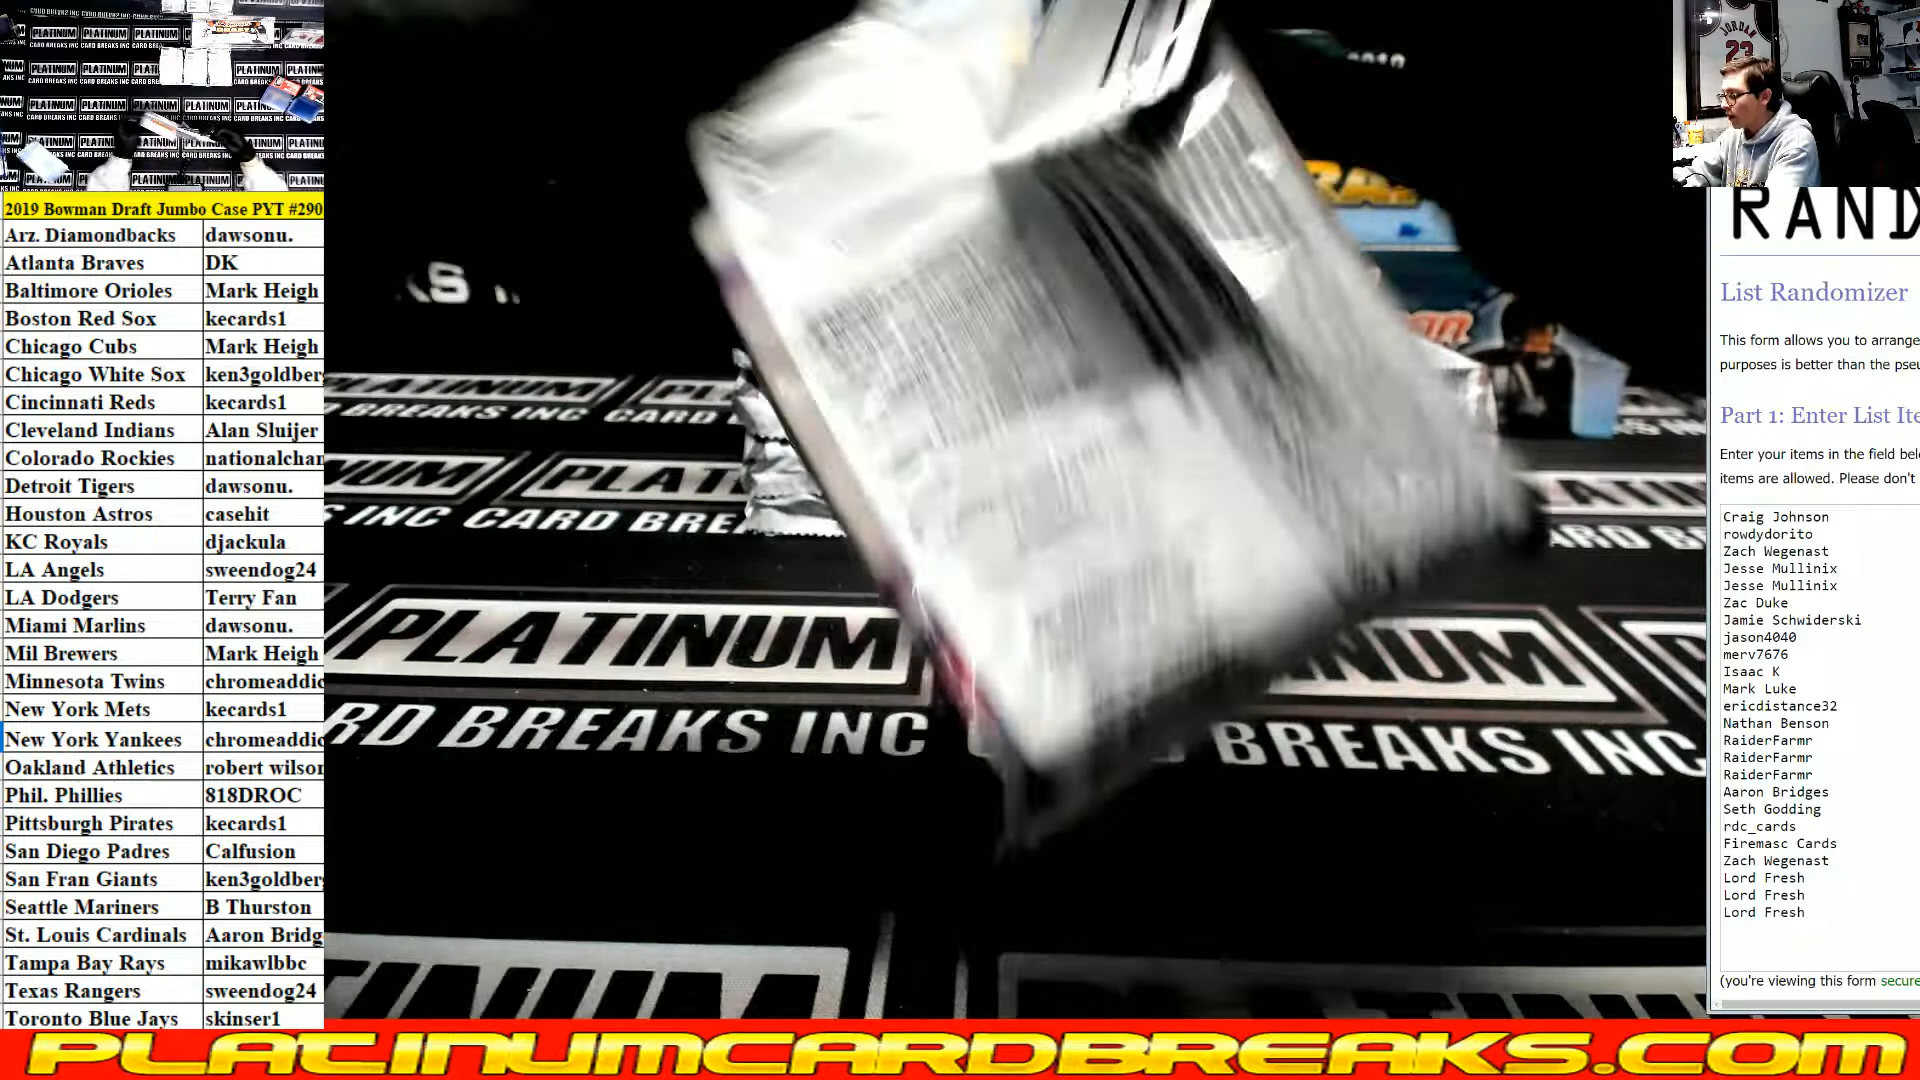 2019 Bowman Draft Jumbo Case PYT #290
Arz. Diamondbacks dawsonu.
Atlanta Braves DK
Baltimore Orioles Mark Heigh
Boston Red Sox kecards1
Chicago Cubs Mark Heigh
Chicago White Sox ken3goldber
Cincinnati Reds kecards1
Cleveland Indians Alan Sluijer
Colorado Rockies nationalchan
Detroit Tigers dawsonu.
Houston Astros casehit
KC Royals djackula
LA Angels sweendog24
LA Dodgers Terry Fan
Miami Marlins dawsonu.
Mil Brewers Mark Heigh
Minnesota Twins chromeaddic
New York Mets kecards1
New York Yankees chromeaddic
Oakland Athletics robert wilson
Phil. Phillies 818DROC
Pittsburgh Pirates kecards1
San Diego Padres Calfusion
San Fran Giants ken3goldber
Seattle Mariners B Thurston
St. Louis Cardinals Aaron Bridg
Tampa Bay Rays mikawlbbc
Texas Rangers sweendog24
Toronto Blue Jays skinser1
PLATINUM
INC CARD BREA
PLATINUM
RD BREAKS INC
BREAKS INC
JORDAN
23
RAND
List Randomizer
This form allows you to arrange
purposes is better than the pseu
Part 1: Enter List Ite
Enter your items in the field bel
items are allowed. Please don't
Craig Johnson
rowdydorito
Zach Wegenast
Jesse Mullinix
Jesse Mullinix
Zac Duke
Jamie Schwiderski
jason4040
merv7676
Isaac K
Mark Luke
ericdistance32
Nathan Benson
RaiderFarmr
RaiderFarmr
RaiderFarmr
Aaron Bridges
Seth Godding
rdc_cards
Firemasc Cards
Zach Wegenast
Lord Fresh
Lord Fresh
Lord Fresh
(you're viewing this form secure
PLATINUMCARDBREAKS.COM